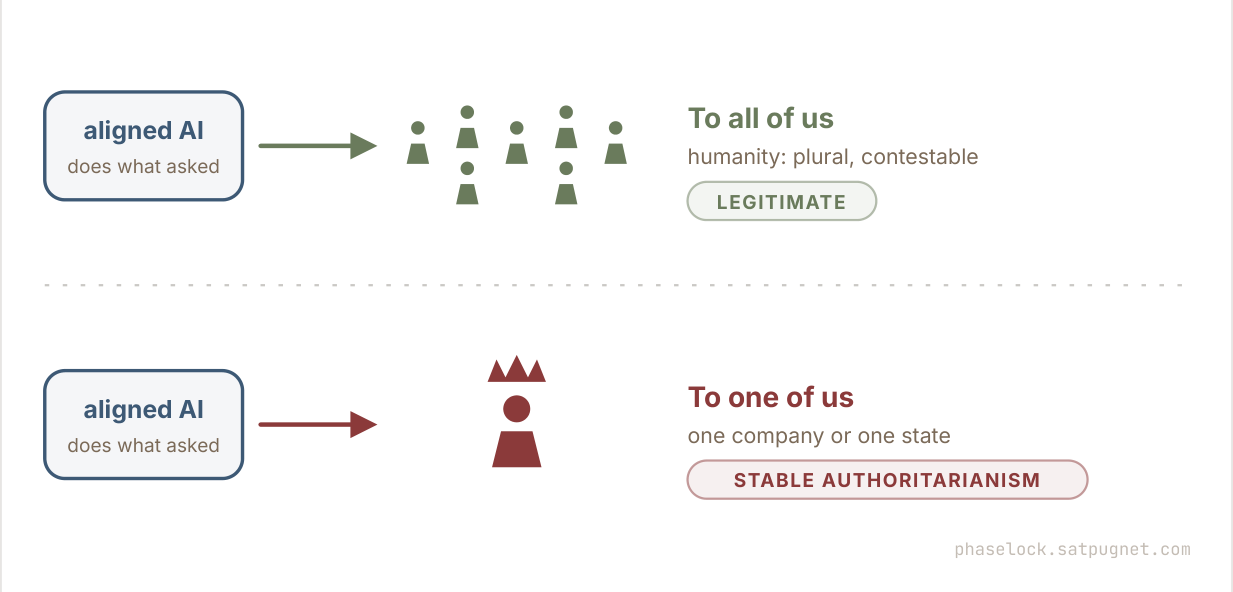 aligned AI
does what asked
To all of us
humanity: plural, contestable
LEGITIMATE
aligned AI
does what asked
To one of us
one company or one state
STABLE AUTHORITARIANISM
phaselock.satpugnet.com